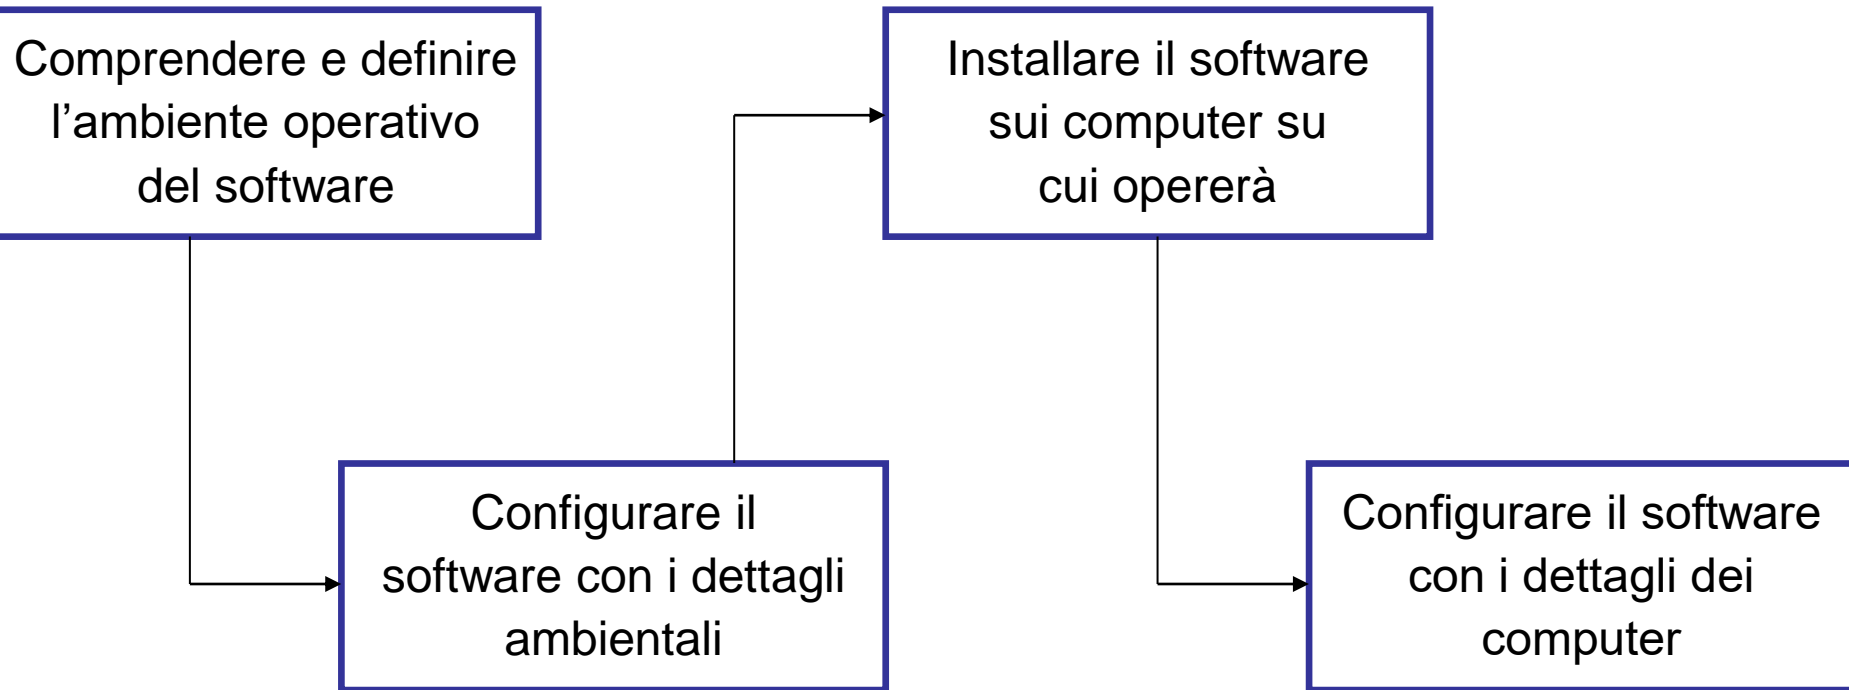 Comprendere e definire
l’ambiente operativo
del software
Configurare il
software con i dettagli
ambientali
Installare il software
sui computer su
cui opererà
Configurare il software
con i dettagli dei
computer